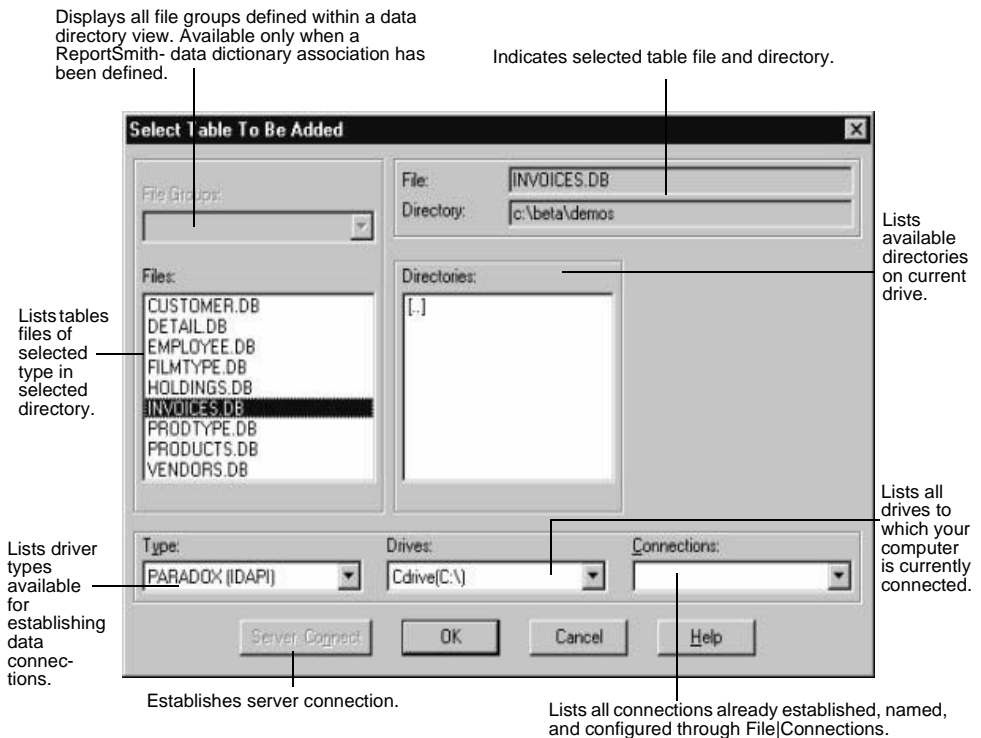 Displays all file groups defined within a data
directory view. Available only when a
ReportSmith- data dictionary association has
been defined.
Indicates selected table file and directory.
Select Table To Be Added
File Groups:
File:
INVOICES.DB
Directory:
c:\beta\demos
Lists
available
directories
on current
drive.
Files:
CUSTOMER.DB
DETAIL.DB
EMPLOYEE.DB
FILMTYPE.DB
HOLDINGS.DB
INVOICES.DB
PRODTYPE.DB
PRODUCTS.DB
VENDORS.DB
Directories:
[..]
Lists tables
files of
selected
type in
selected
directory.
Lists all
drives to
which your
computer
is currently
connected.
Lists driver
types
available
for
establishing
data
connec-
tions.
Type:
PARADOX (IDAPI)
Drives:
Cdrive(C:\)
Connections:
Server Connect
OK
Cancel
Help
Establishes server connection.
Lists all connections already established, named,
and configured through File|Connections.